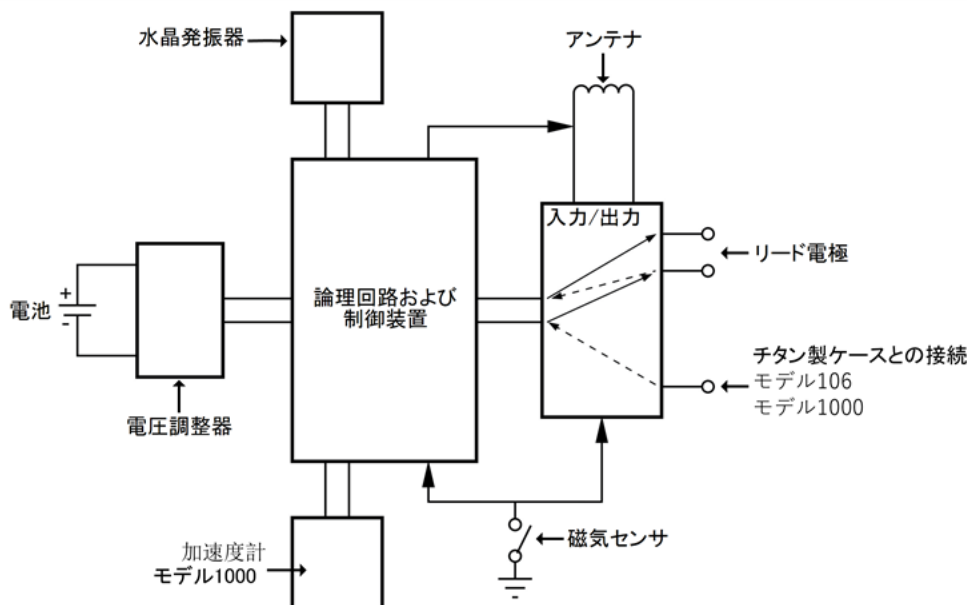 水晶発振器
アンテナ
入力/出力
リード電極
論理回路および
制御装置
+
電池
-
チタン製ケースとの接続
モデル106
モデル1000
電圧調整器
磁気センサ
加速度計
モデル1000